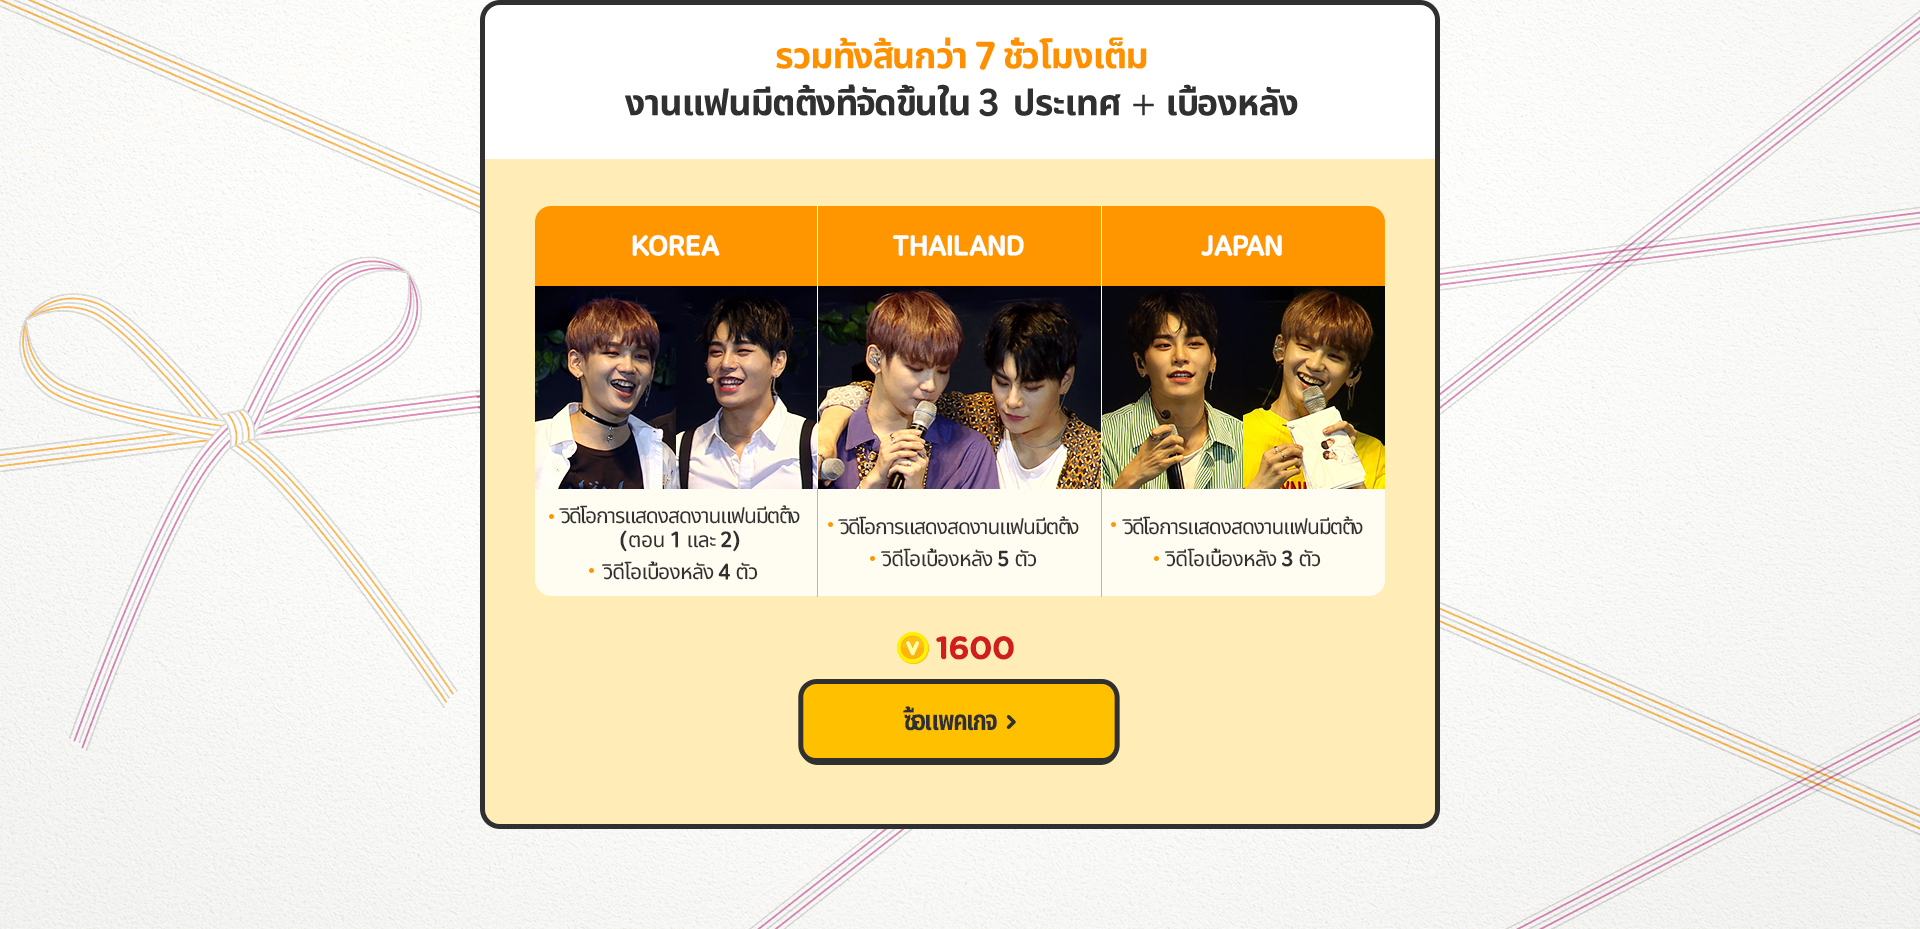 รวมทั้งสิ้นกว่า 7 ชั่วโมงเต็ม
งานแฟนมีตติ้งที่จัดขึ้นใน 3 ประเทศ + เบื้องหลัง
KOREA
THAILAND
JAPAN
• วิดีโอการแสดงสดงานแฟนมีตติ้ง
(ตอน 1 และ 2)
• วิดีโอเบื้องหลัง 4 ตัว
• วิดีโอการแสดงสดงานแฟนมีตติ้ง
• วิดีโอเบื้องหลัง 5 ตัว
• วิดีโอการแสดงสดงานแฟนมีตติ้ง
• วิดีโอเบื้องหลัง 3 ตัว
V 1600
ซื้อแพคเกจ >